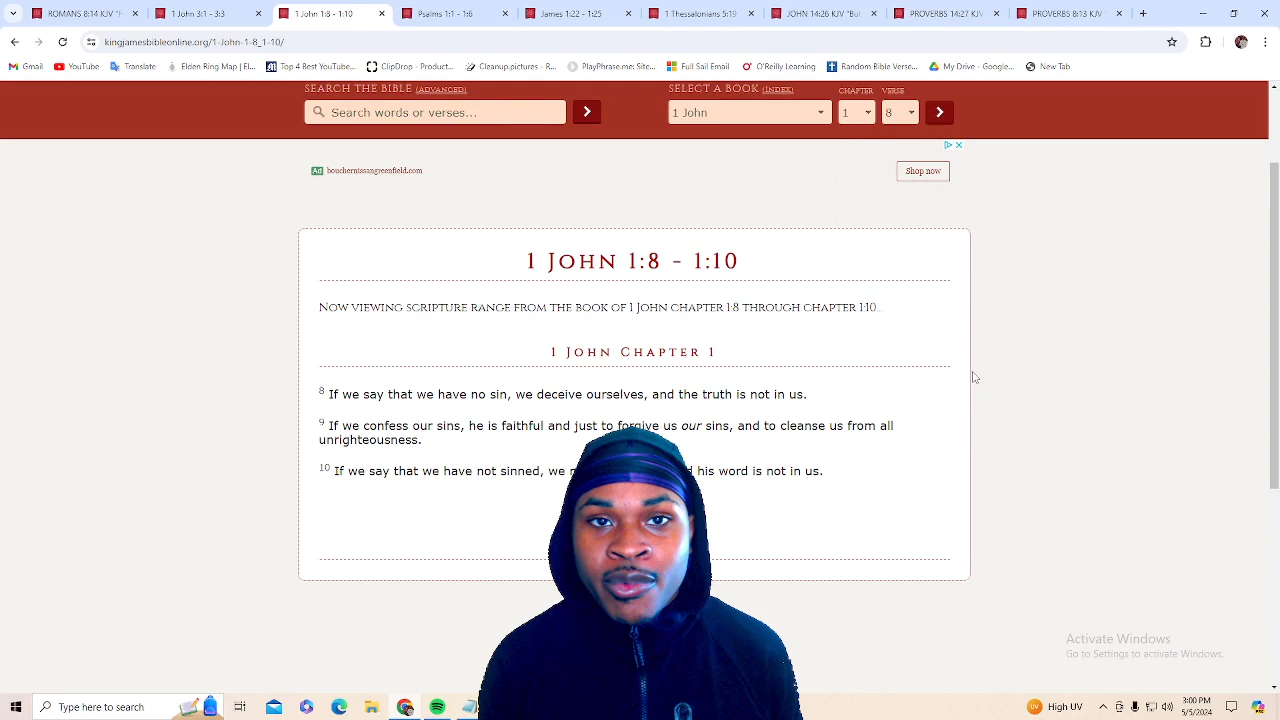 ROMANS 8:14 KJV "F
1 John 3:1 - 3:3
1 John 1:8 - 1:10
Psalms 1:1 - 1:6
James 1:22 - 1:25
1 Thessalonians 5:
JOHN 14:26 KJV "Bu
PROVERBS 14:27 KJ
PROVERBS 8:13 KJV
kingjamesbibleonline.org/1-John-1-8_1-10/
Gmail
YouTube
Translate
Elden Ring Map | El...
Top 4 Best YouTube...
ClipDrop - Product...
Cleanup.pictures - R...
PlayPhrase.me: Site...
Full Sail Email
O'Reilly Learning
Random Bible Verse...
My Drive - Google...
New Tab
SEARCH THE BIBLE (ADVANCED)
SELECT A BOOK (INDEX)
CHAPTER
VERSE
Search words or verses...
1 John
1
8
Ad bouchernissangreenfield.com
Shop now
1 John 1:8 - 1:10
Now viewing scripture range from the book of 1 John chapter 1:8 through chapter 1:10...
1 John Chapter 1
8 If we say that we have no sin, we deceive ourselves, and the truth is not in us.
9 If we confess our sins, he is faithful and just to forgive us our sins, and to cleanse us from all
unrighteousness.
10 If we say that we have not sinned, we his word is not in us.
Activate Windows
Go to Settings to activate Windows.
Type here to search
High UV
3:00 PM
5/5/2024